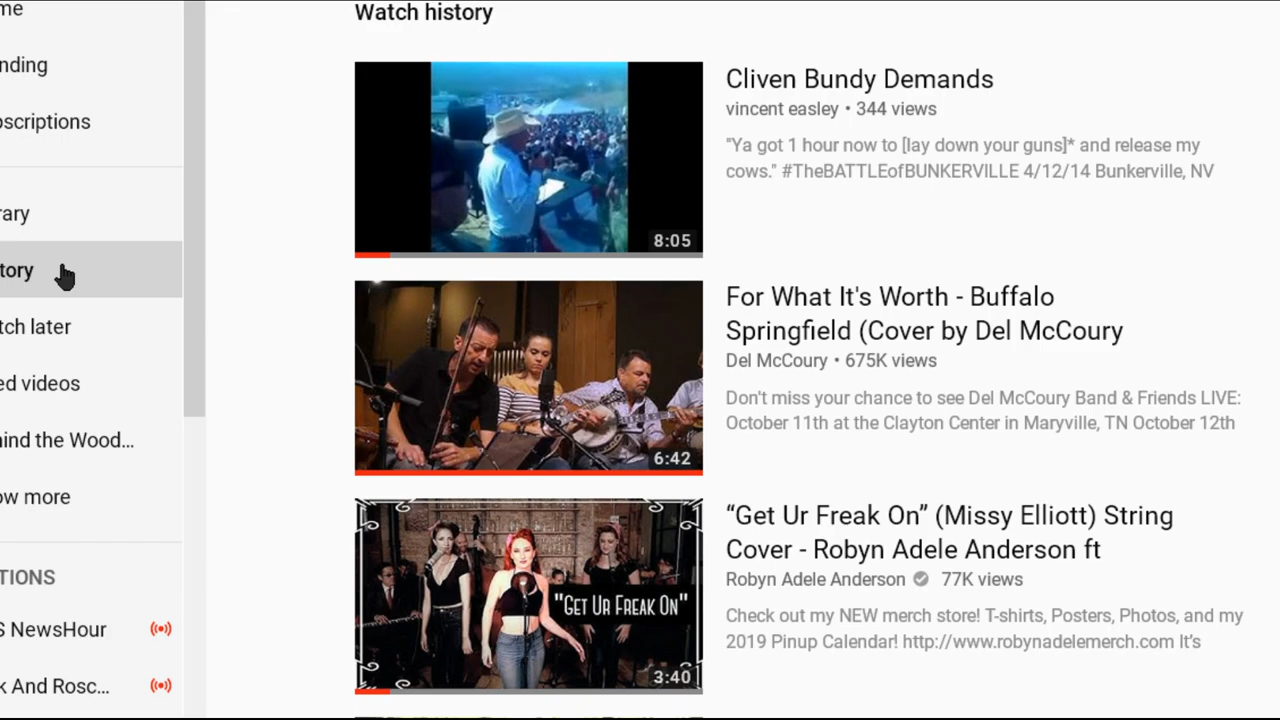 me
Watch history
nding
oscriptions
rary
tory
tch later
ed videos
ind the Wood...
ow more
TIONS
S NewsHour
k And Rosc...
Cliven Bundy Demands
vincent easley • 344 views
"Ya got 1 hour now to [lay down your guns]* and release my
cows." #TheBATTLEofBUNKERVILLE 4/12/14 Bunkerville, NV
8:05
For What It's Worth - Buffalo
Springfield (Cover by Del McCoury
Del McCoury • 675K views
Don't miss your chance to see Del McCoury Band & Friends LIVE:
October 11th at the Clayton Center in Maryville, TN October 12th
6:42
“Get Ur Freak On” (Missy Elliott) String
Cover - Robyn Adele Anderson ft
Robyn Adele Anderson 77K views
Check out my NEW merch store! T-shirts, Posters, Photos, and my
2019 Pinup Calendar! http://www.robynadelemerch.com It's
"GET UR FREAK ON"
3:40